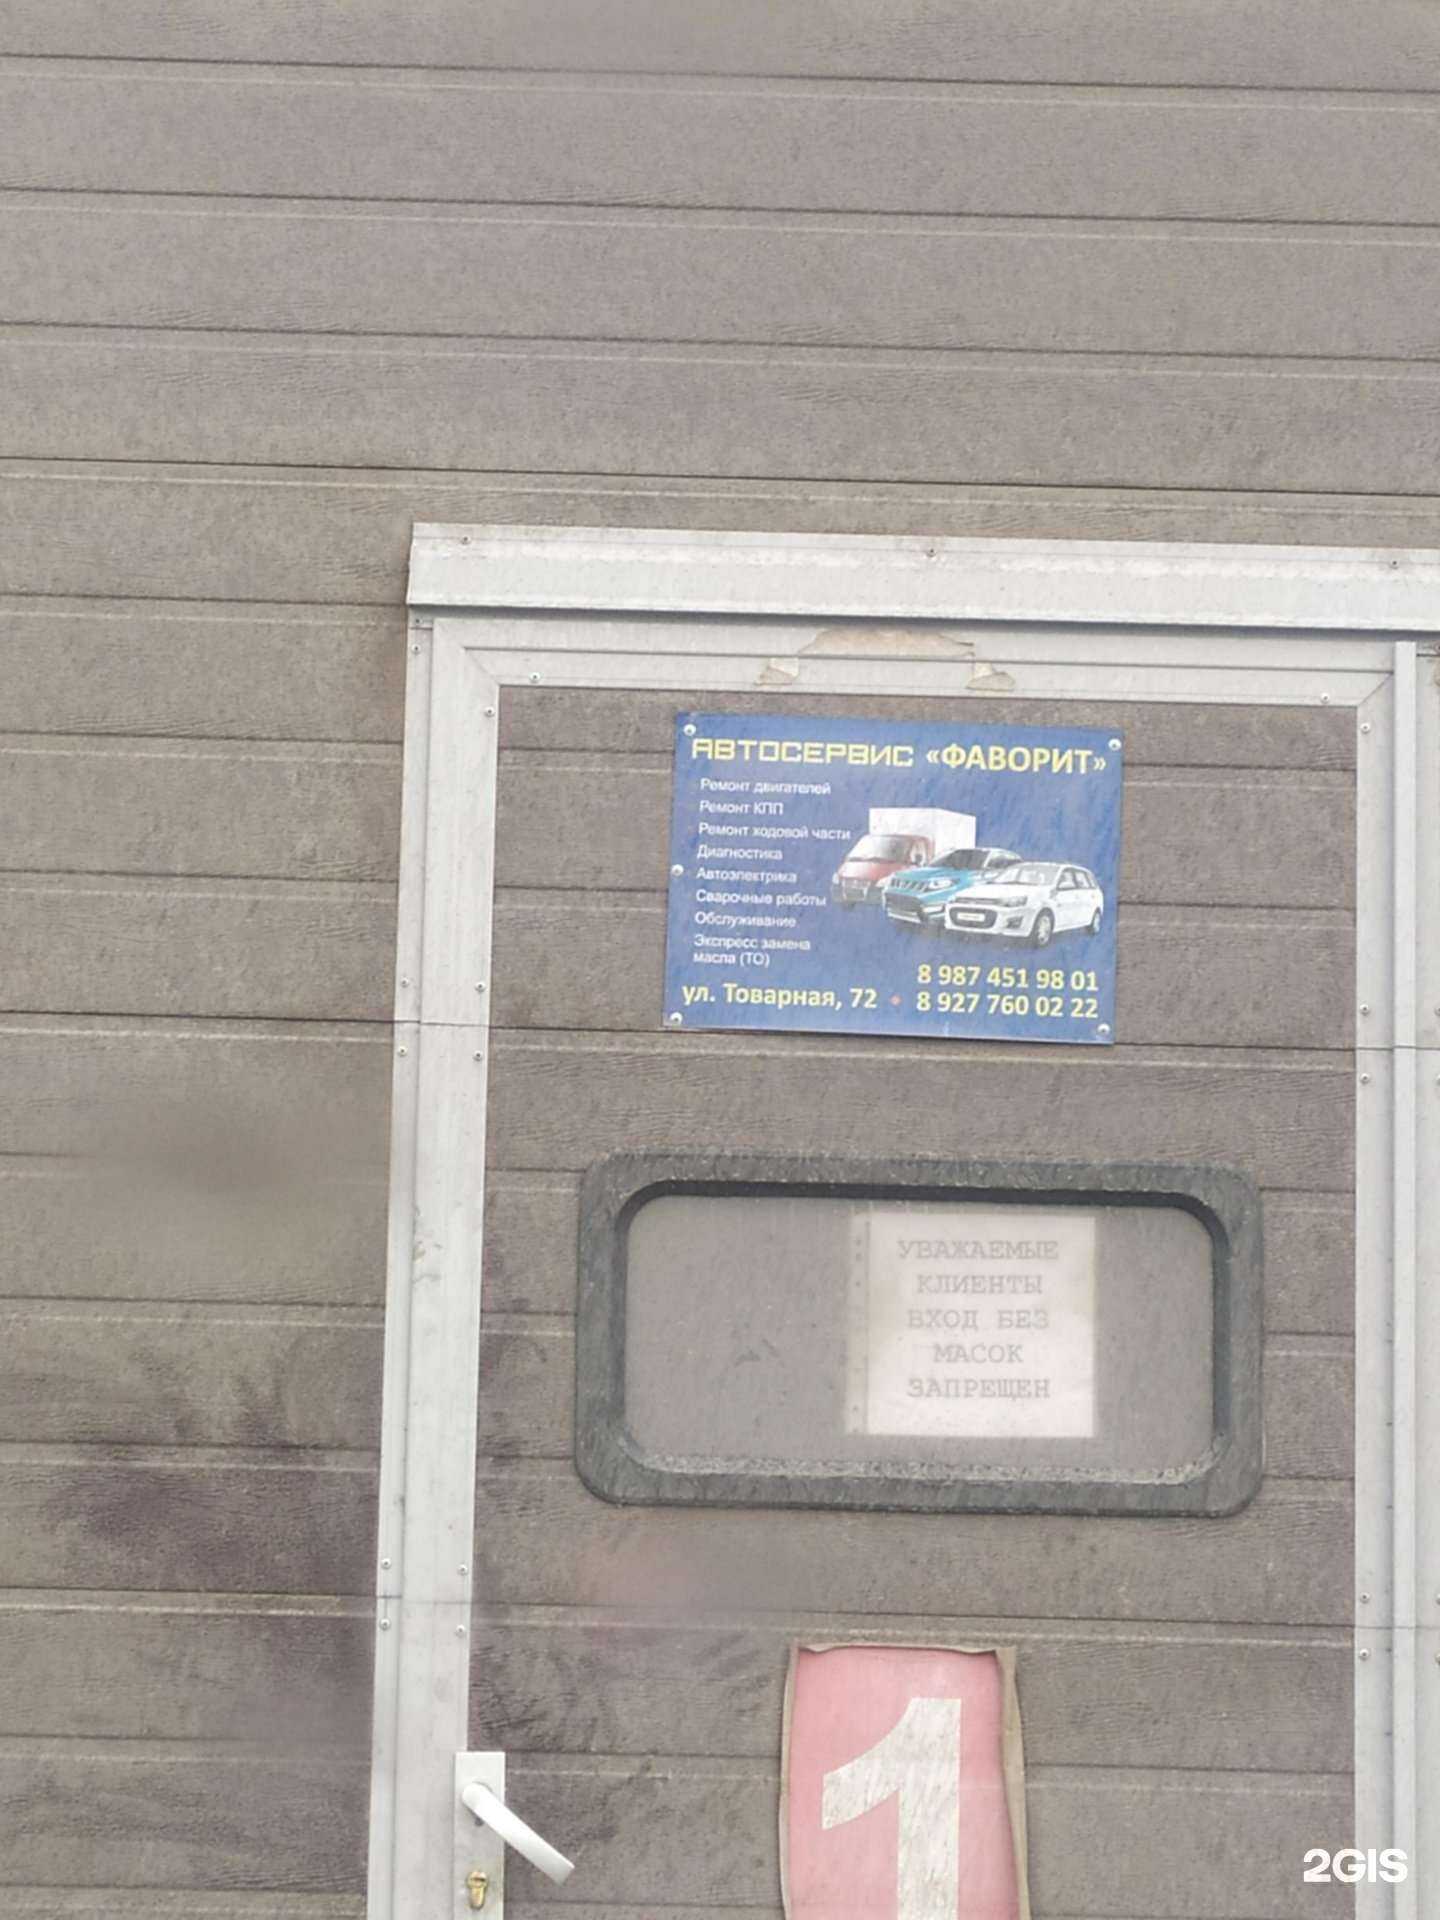 АВТОСЕРВИС «ФАВОРИТ»
Ремонт двигателей
Ремонт КПП
Ремонт ходовой части
Диагностика
Автоэлектрика
Сварочные работы
Обслуживание
Экспресс замена
масла (ТО)
8 987 451 98 01
ул. Товарная, 72 • 8 927 760 02 22
УВАЖАЕМЫЕ
КЛИЕНТЫ
ВХОД БЕЗ
МАСОК
ЗАПРЕЩЕН
1
2GIS